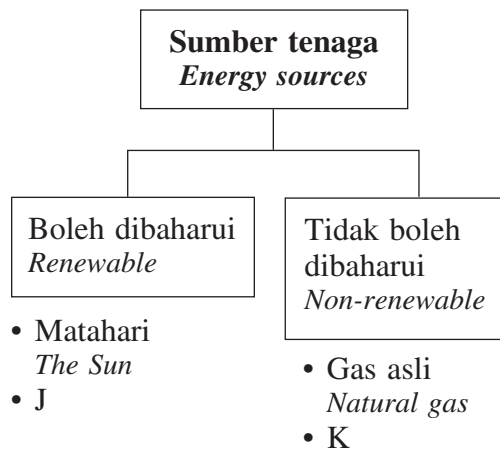 Sumber tenaga
Energy sources
Boleh dibaharui
Renewable
• Matahari
The Sun
• J
Tidak boleh
dibaharui
Non-renewable
• Gas asli
Natural gas
• K